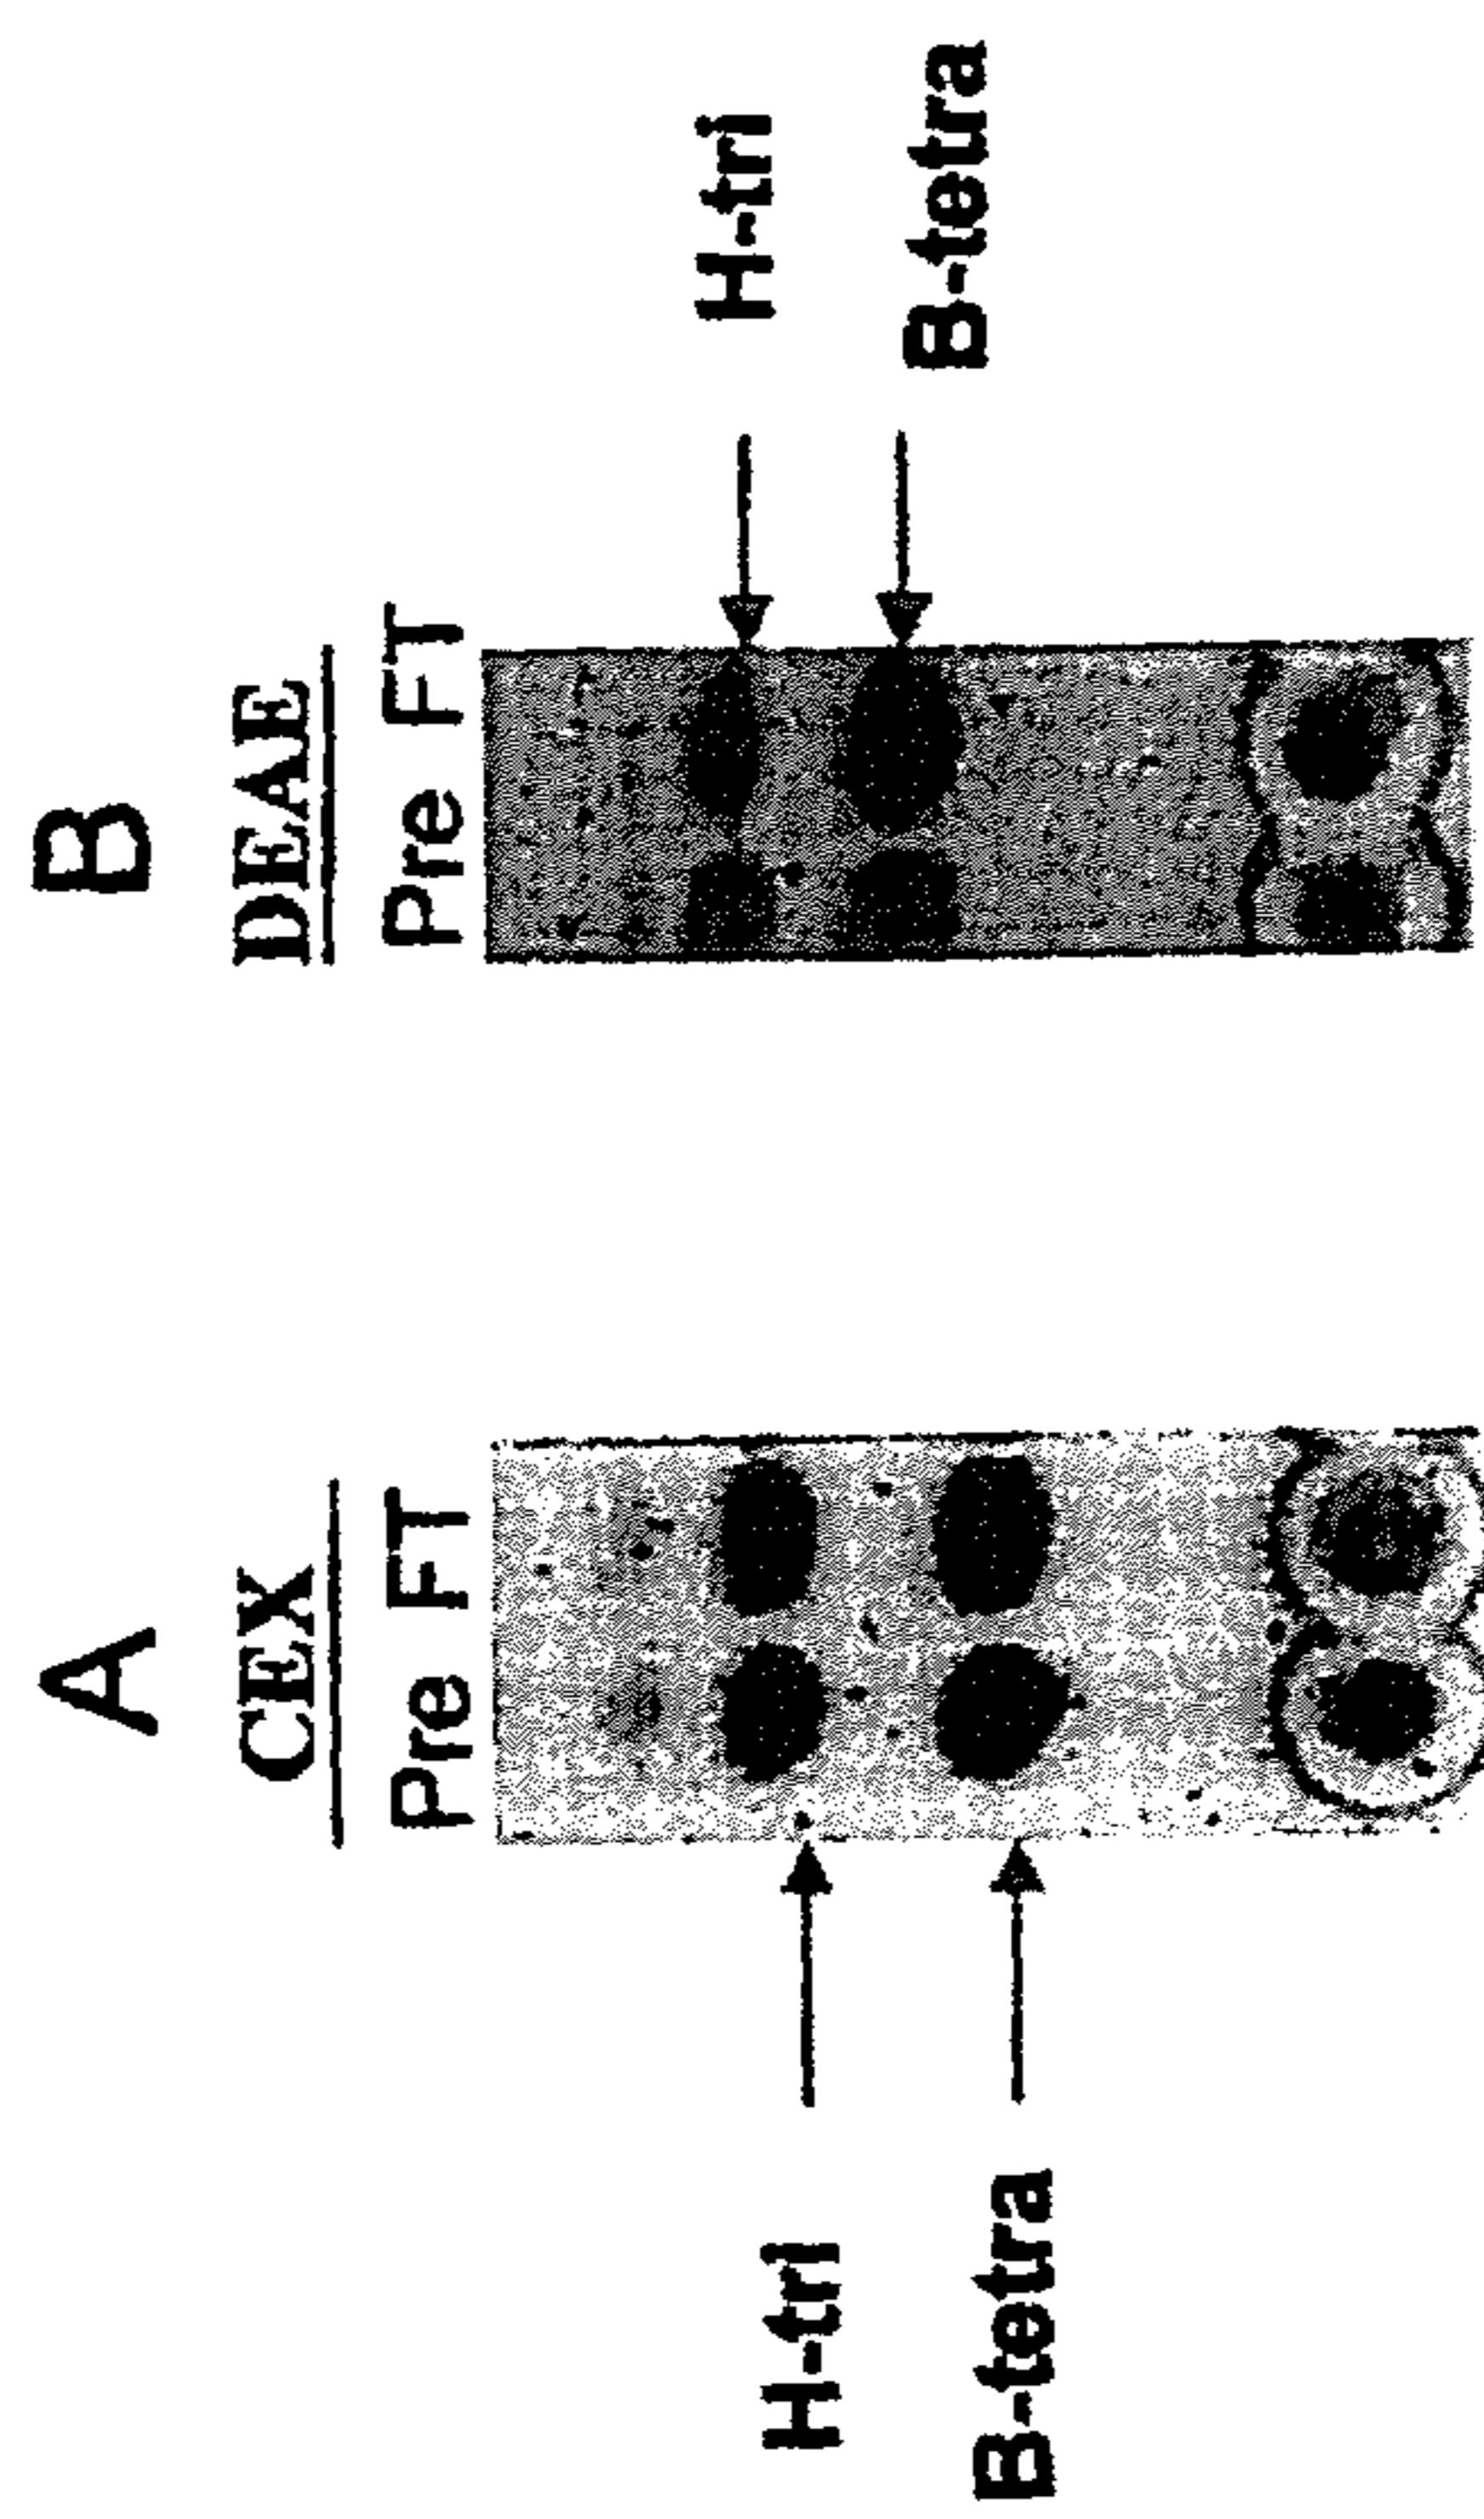 A
CEX
Pre FT
H-tri
B-tetra
B
DEAE
Pre FT
H-tri
B-tetra